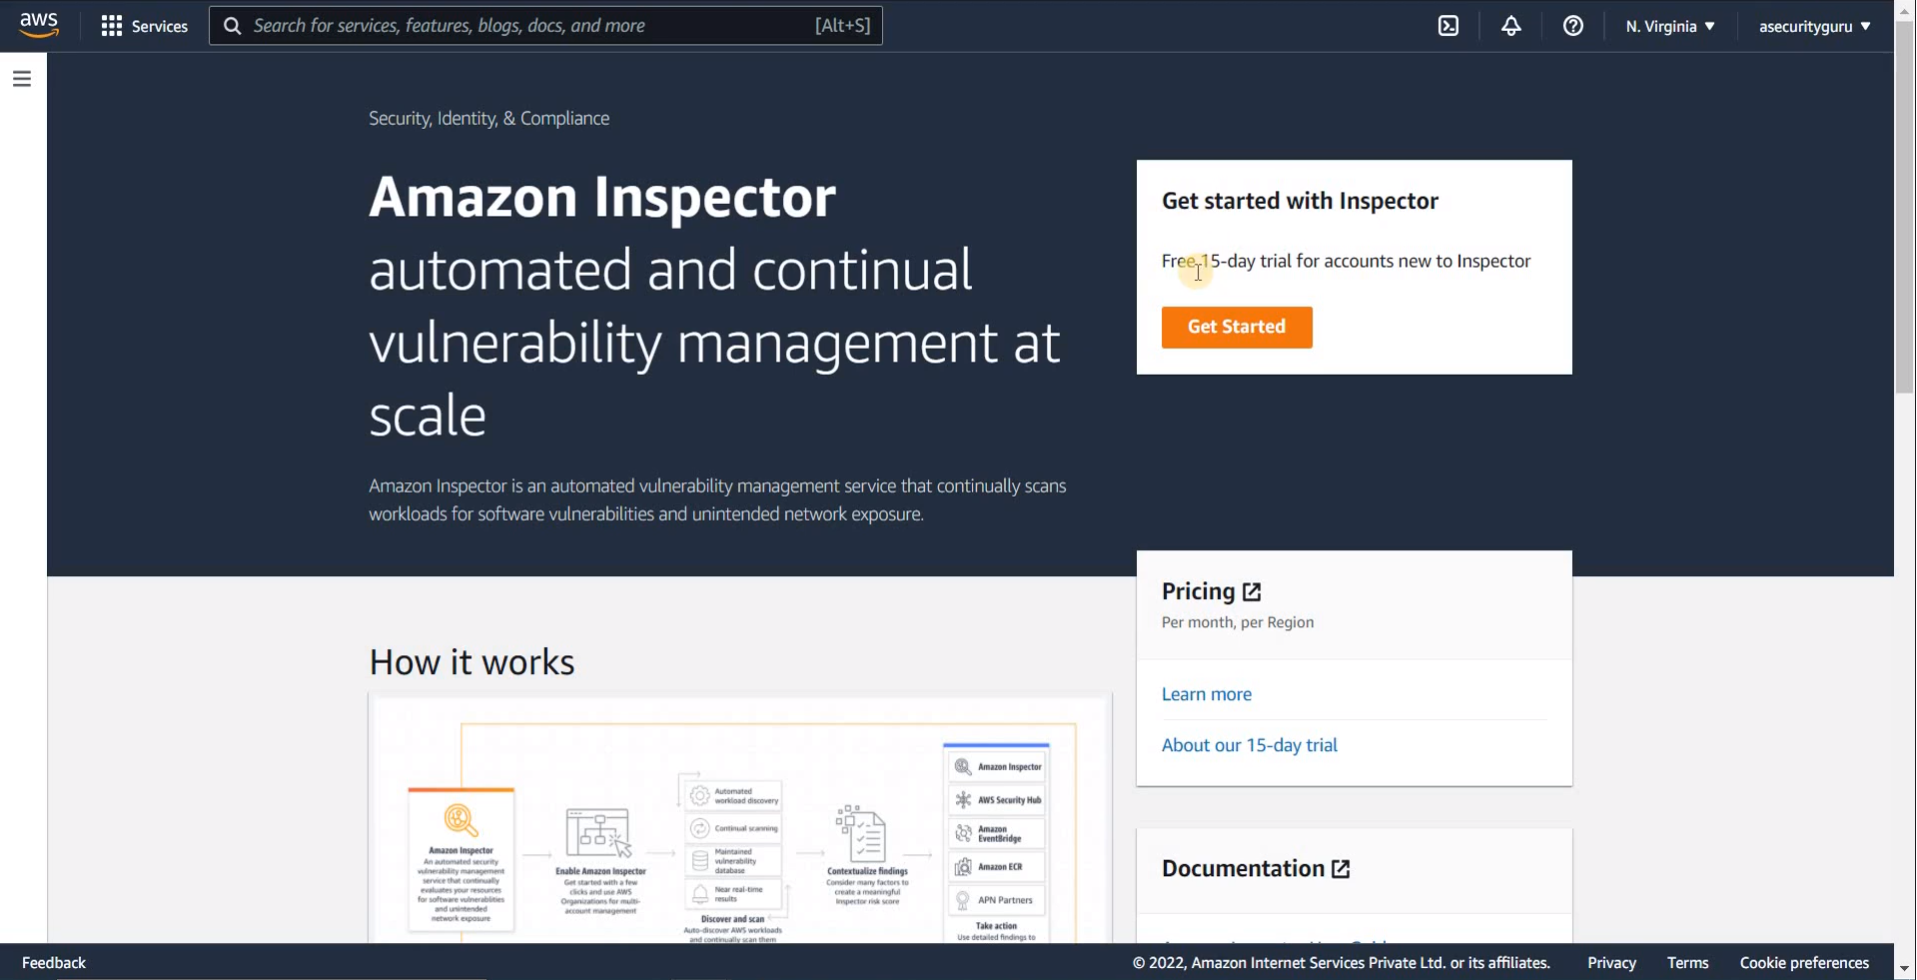 aws
Services
Search for services, features, blogs, docs, and more
[Alt+S]
N. Virginia ▼
asecurityguru ▼
Security, Identity, & Compliance
Amazon Inspector
automated and continual
vulnerability management at
scale
Amazon Inspector is an automated vulnerability management service that continually scans
workloads for software vulnerabilities and unintended network exposure.
Get started with Inspector
Free 15-day trial for accounts new to Inspector
Get Started
Pricing
Per month, per Region
Learn more
About our 15-day trial
Documentation
How it works
Amazon Inspector
An automated security
vulnerability management
service that continually
evaluates your resources
for software vulnerabilities
and unintended
network exposure
Enable Amazon Inspector
Get started with a few
clicks and use AWS
Organizations for multi-
account management
Automated
workload discovery
Continual scanning
Maintained
vulnerability
database
Near real-time
results
Discover and scan
Auto-discover AWS workloads
and continually scan them
Contextualize findings
Consider many factors to
create a meaningful
Inspector risk score
Amazon Inspector
AWS Security Hub
Amazon
EventBridge
Amazon ECR
APN Partners
Take action
Use detailed findings to
Feedback
© 2022, Amazon Internet Services Private Ltd. or its affiliates.
Privacy
Terms
Cookie preferences